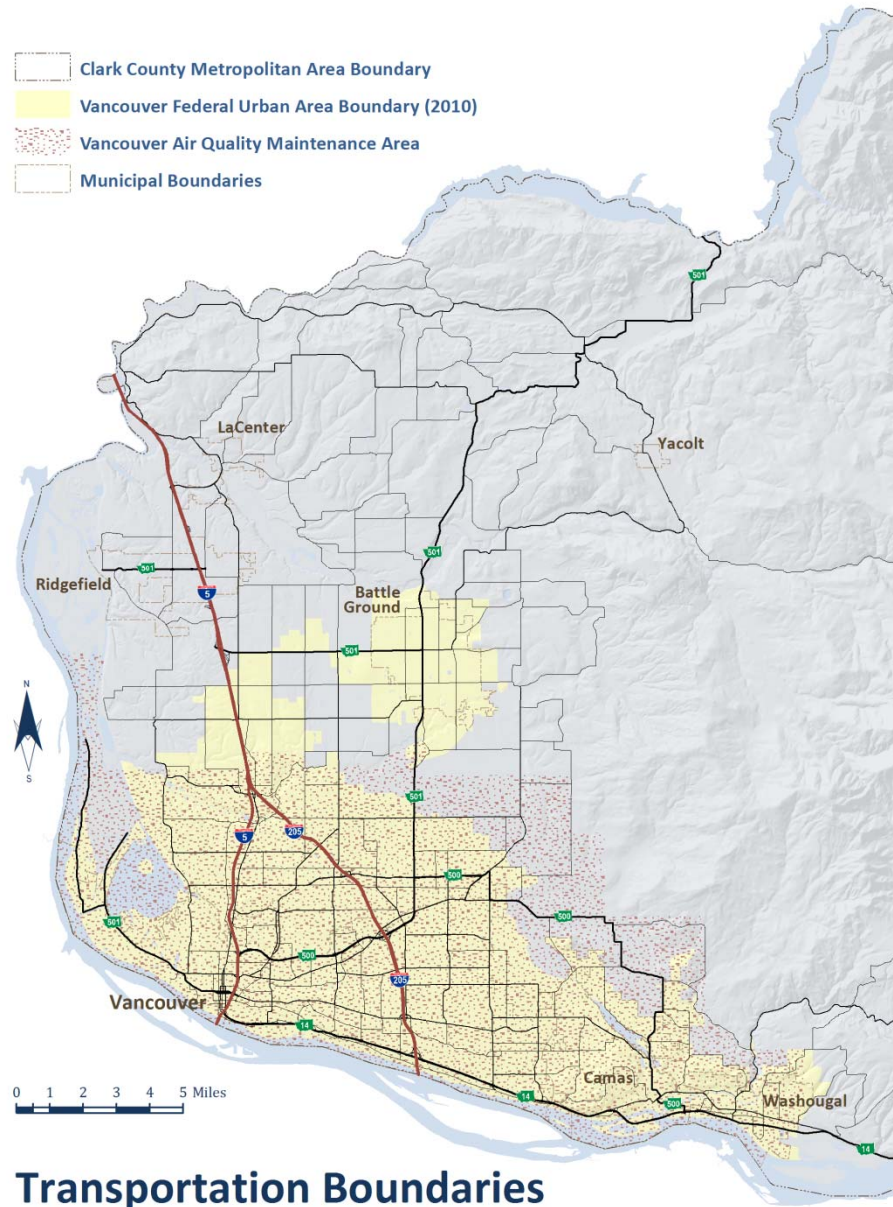 Clark County Metropolitan Area Boundary
Vancouver Federal Urban Area Boundary (2010)
Vancouver Air Quality Maintenance Area
Municipal Boundaries
501
LaCenter
Yacolt
501
501
Ridgefield
5
Battle
Ground
501
N
S
501
5
205
500
500
501
500
205
Vancouver
14
Camas
0 1 2 3 4 5 Miles
14
500
Washougal
14
Transportation Boundaries